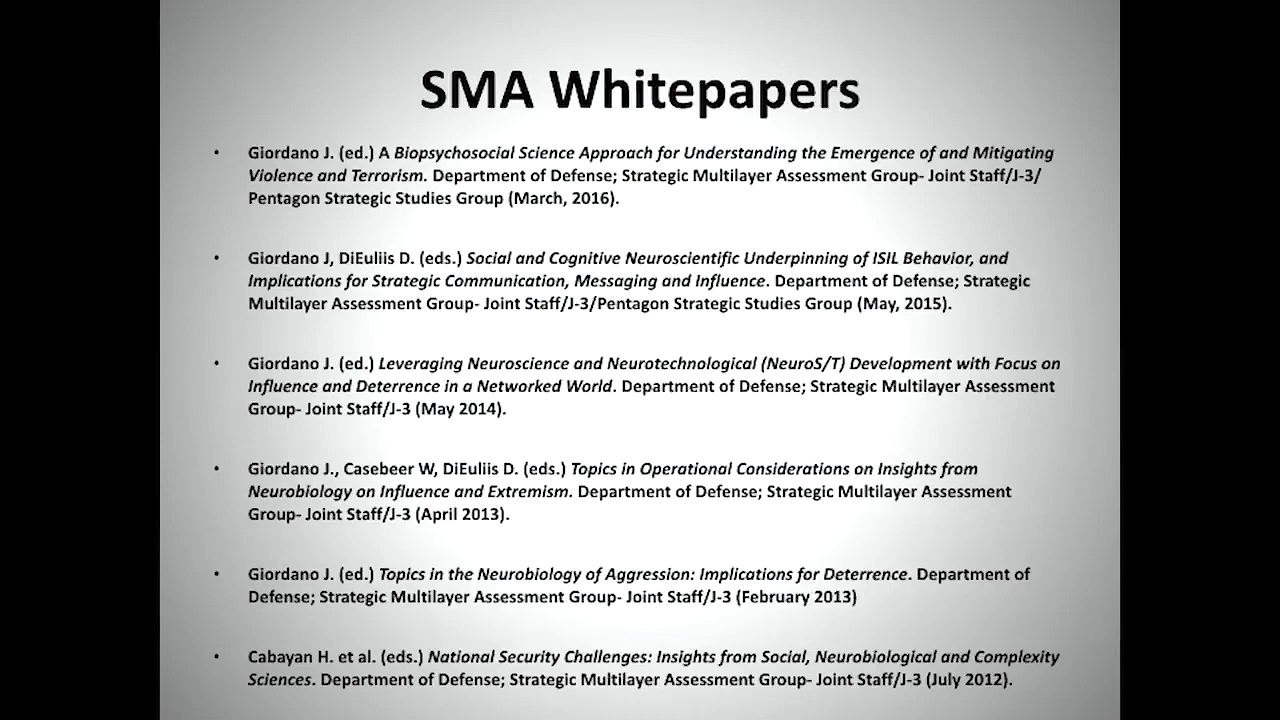 SMA Whitepapers
• Giordano J. (ed.) A Biopsychosocial Science Approach for Understanding the Emergence of and Mitigating
Violence and Terrorism. Department of Defense; Strategic Multilayer Assessment Group- Joint Staff/J-3/
Pentagon Strategic Studies Group (March, 2016).
• Giordano J, DiEuliis D. (eds.) Social and Cognitive Neuroscientific Underpinning of ISIL Behavior, and
Implications for Strategic Communication, Messaging and Influence. Department of Defense; Strategic
Multilayer Assessment Group- Joint Staff/J-3/Pentagon Strategic Studies Group (May, 2015).
• Giordano J. (ed.) Leveraging Neuroscience and Neurotechnological (NeuroS/T) Development with Focus on
Influence and Deterrence in a Networked World. Department of Defense; Strategic Multilayer Assessment
Group- Joint Staff/J-3 (May 2014).
• Giordano J., Casebeer W, DiEuliis D. (eds.) Topics in Operational Considerations on Insights from
Neurobiology on Influence and Extremism. Department of Defense; Strategic Multilayer Assessment
Group- Joint Staff/J-3 (April 2013).
• Giordano J. (ed.) Topics in the Neurobiology of Aggression: Implications for Deterrence. Department of
Defense; Strategic Multilayer Assessment Group- Joint Staff/J-3 (February 2013)
• Cabayan H. et al. (eds.) National Security Challenges: Insights from Social, Neurobiological and Complexity
Sciences. Department of Defense; Strategic Multilayer Assessment Group- Joint Staff/J-3 (July 2012).